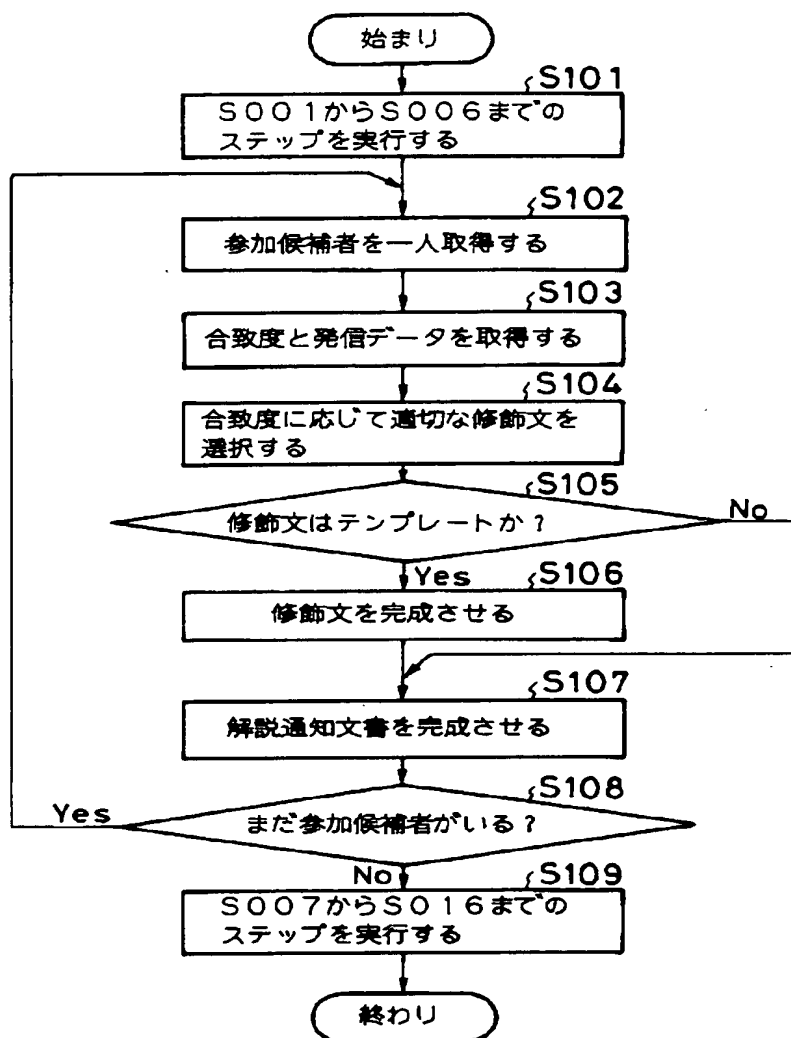 始まり
S101
S001からS006までの
ステップを実行する
S102
参加候補者を一人取得する
S103
合致度と発信データを取得する
S104
合致度に応じて適切な修飾文を
選択する
S105
修飾文はテンプレートか?
No
Yes
S106
修飾文を完成させる
S107
解説通知文書を完成させる
S108
Yes
まだ参加候補者がいる?
No
S109
S007からS016までの
ステップを実行する
終わり